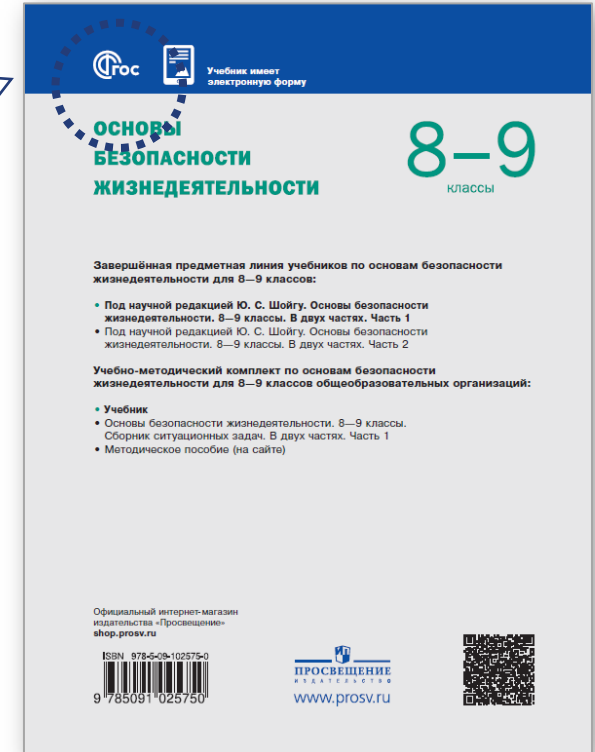 ФГОС
Учебник имеет
электронную форму
ОСНОВЫ
БЕЗОПАСНОСТИ
ЖИЗНЕДЕЯТЕЛЬНОСТИ
8—9
классы
Завершённая предметная линия учебников по основам безопасности
жизнедеятельности для 8—9 классов:
• Под научной редакцией Ю. С. Шойгу. Основы безопасности
жизнедеятельности. 8—9 классы. В двух частях. Часть 1
• Под научной редакцией Ю. С. Шойгу. Основы безопасности
жизнедеятельности. 8—9 классы. В двух частях. Часть 2
Учебно-методический комплект по основам безопасности
жизнедеятельности для 8—9 классов общеобразовательных организаций:
• Учебник
• Основы безопасности жизнедеятельности. 8—9 классы.
Сборник ситуационных задач. В двух частях. Часть 1
• Методическое пособие (на сайте)
Официальный интернет-магазин
издательства «Просвещение»
shop.prosv.ru
ISBN 978-5-09-102575-0
9 785091 025750
ПРОСВЕЩЕНИЕ
ИЗДАТЕЛЬСТВО
www.prosv.ru